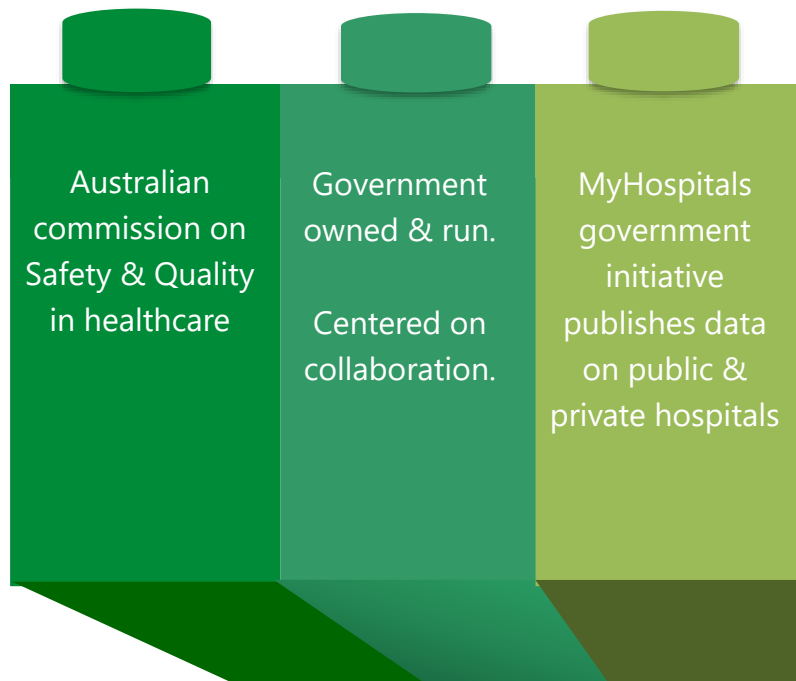 Australian
commission on
Safety & Quality
in healthcare
Government
owned & run.
Centered on
collaboration.
MyHospitals
government
initiative
publishes data
on public &
private hospitals